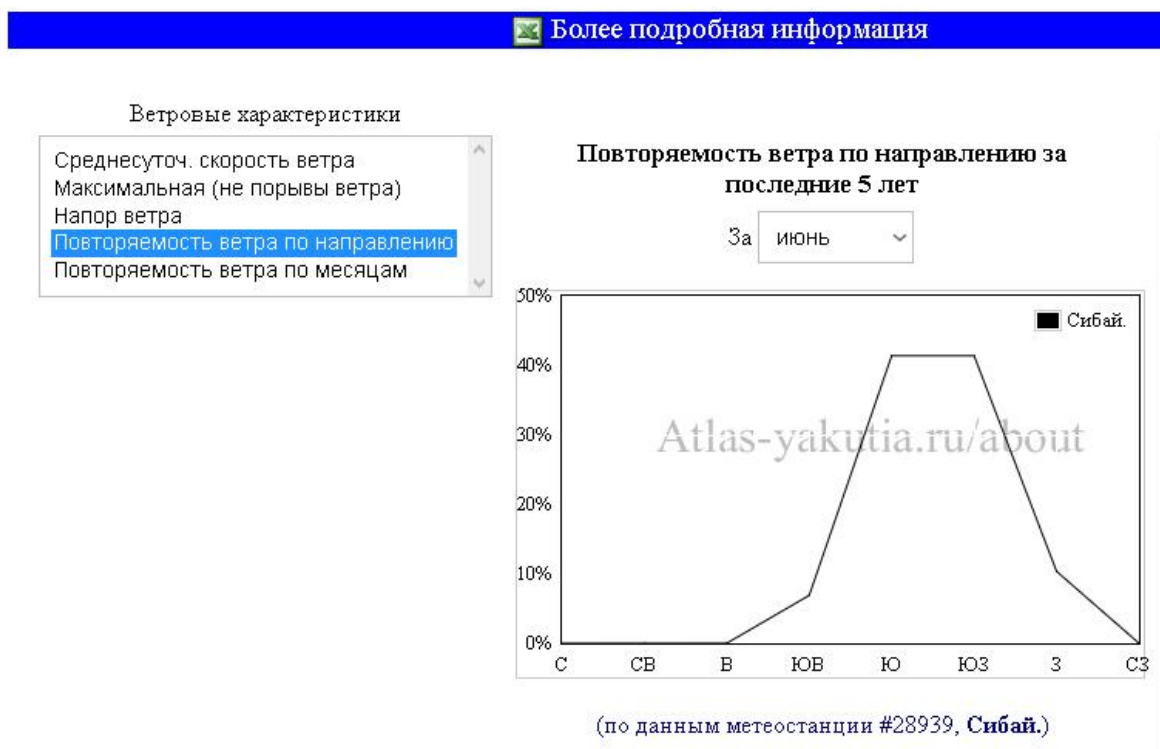 Более подробная информация
Ветровые характеристики
Среднесуточ. скорость ветра
Максимальная (не порывы ветра)
Напор ветра
Повторяемость ветра по направлению
Повторяемость ветра по месяцам
Повторяемость ветра по направлению за
последние 5 лет
За июнь
50%
Сибай.
40%
30%
Atlas-yakutia.ru/about
20%
10%
0%
С СВ В ЮВ Ю ЮЗ З СЗ
(по данным метеостанции #28939, Сибай.)